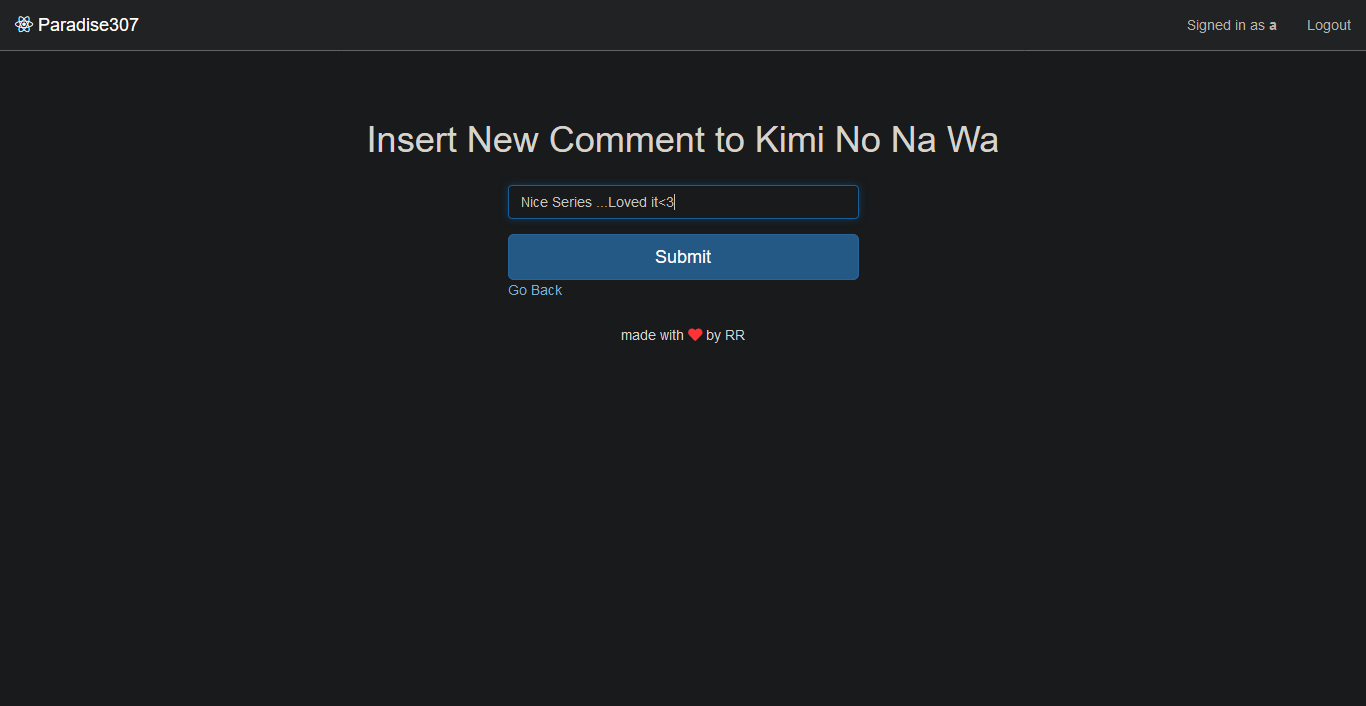 Paradise307
Signed in as a
Logout
Insert New Comment to Kimi No Na Wa
Nice Series ...Loved it<3
Submit
Go Back
made with ❤ by RR